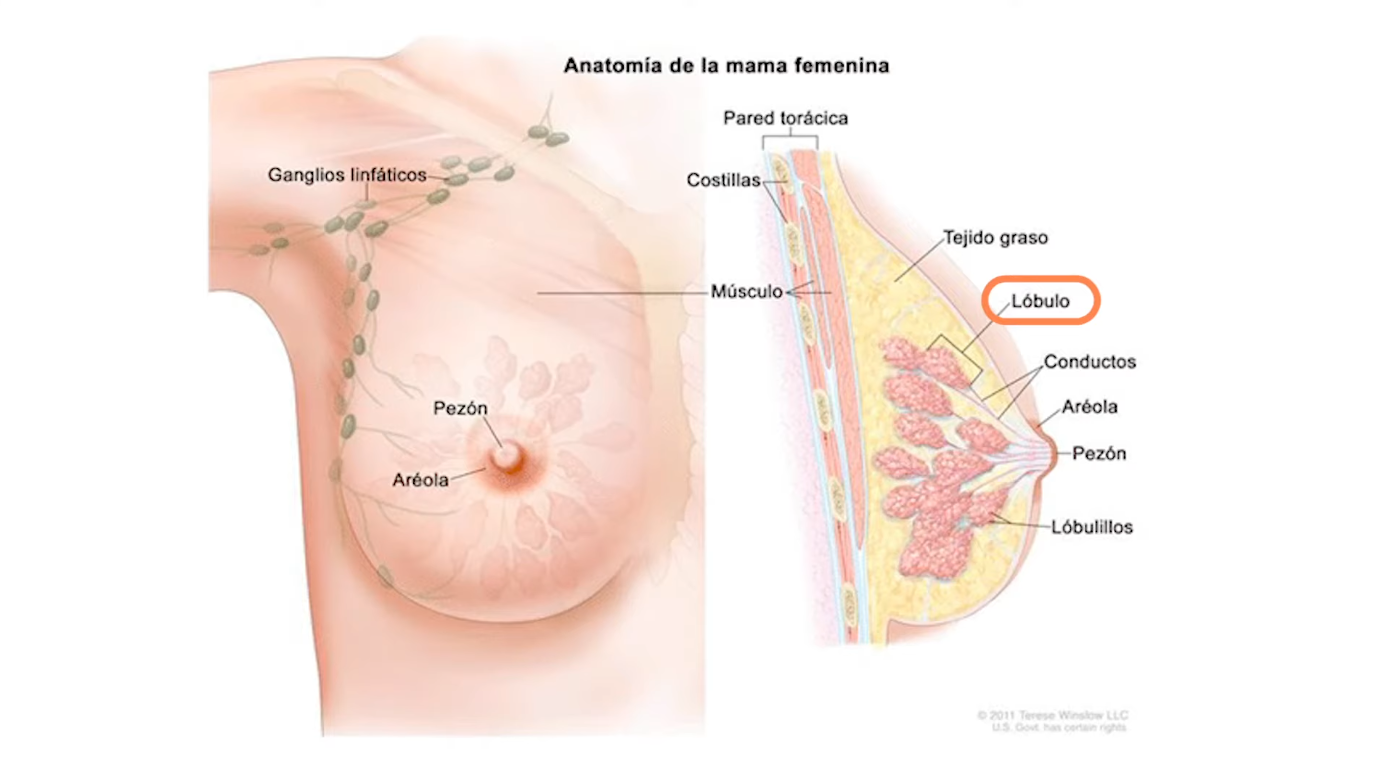 Anatomía de la mama femenina
Pared torácica
Ganglios linfáticos
Costillas
Tejido graso
Músculo
Lóbulo
Conductos
Pezón
Aréola
Aréola
Pezón
Lóbulillos
© 2011 Terese Winslow LLC
U.S. Govt. has certain rights